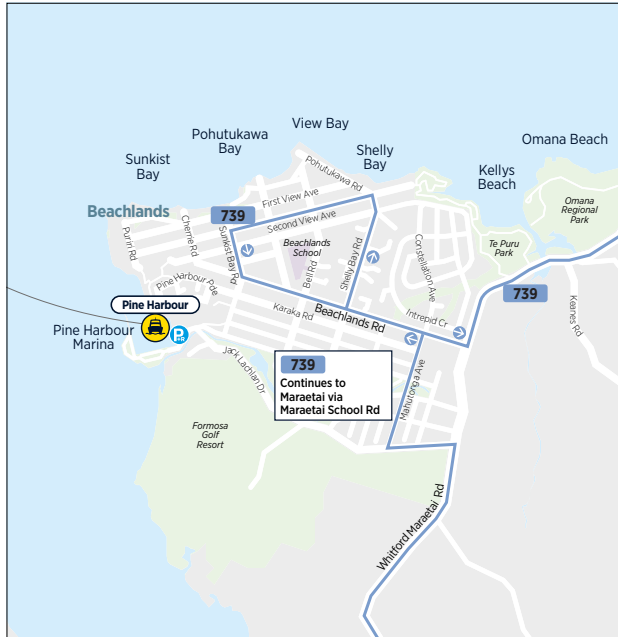 Omana Beach
View Bay
Pohutukawa
Bay
Shelly
Bay
Sunkist
Bay
Kellys
Beach
Pohutukawa Rd
Omana
Regional
Park
First View Ave
Beachlands
739
Second View Ave
Cherrie Rd
Puriri Rd
Sunkist Bay Rd
Beachlands
School
Bell Rd
Shelly Bay Rd
Constellation Ave
Te Puru
Park
Pine Harbour Pde
739
Pine Harbour
Karaka Rd
Beachlands Rd
Intrepid Cr
Keanes Rd
Pine Harbour
Marina
Jack Lachlan Dr
739
Continues to
Maraetai via
Maraetai School Rd
Mahutonga Ave
Formosa
Golf
Resort
Whitford Maraetai Rd